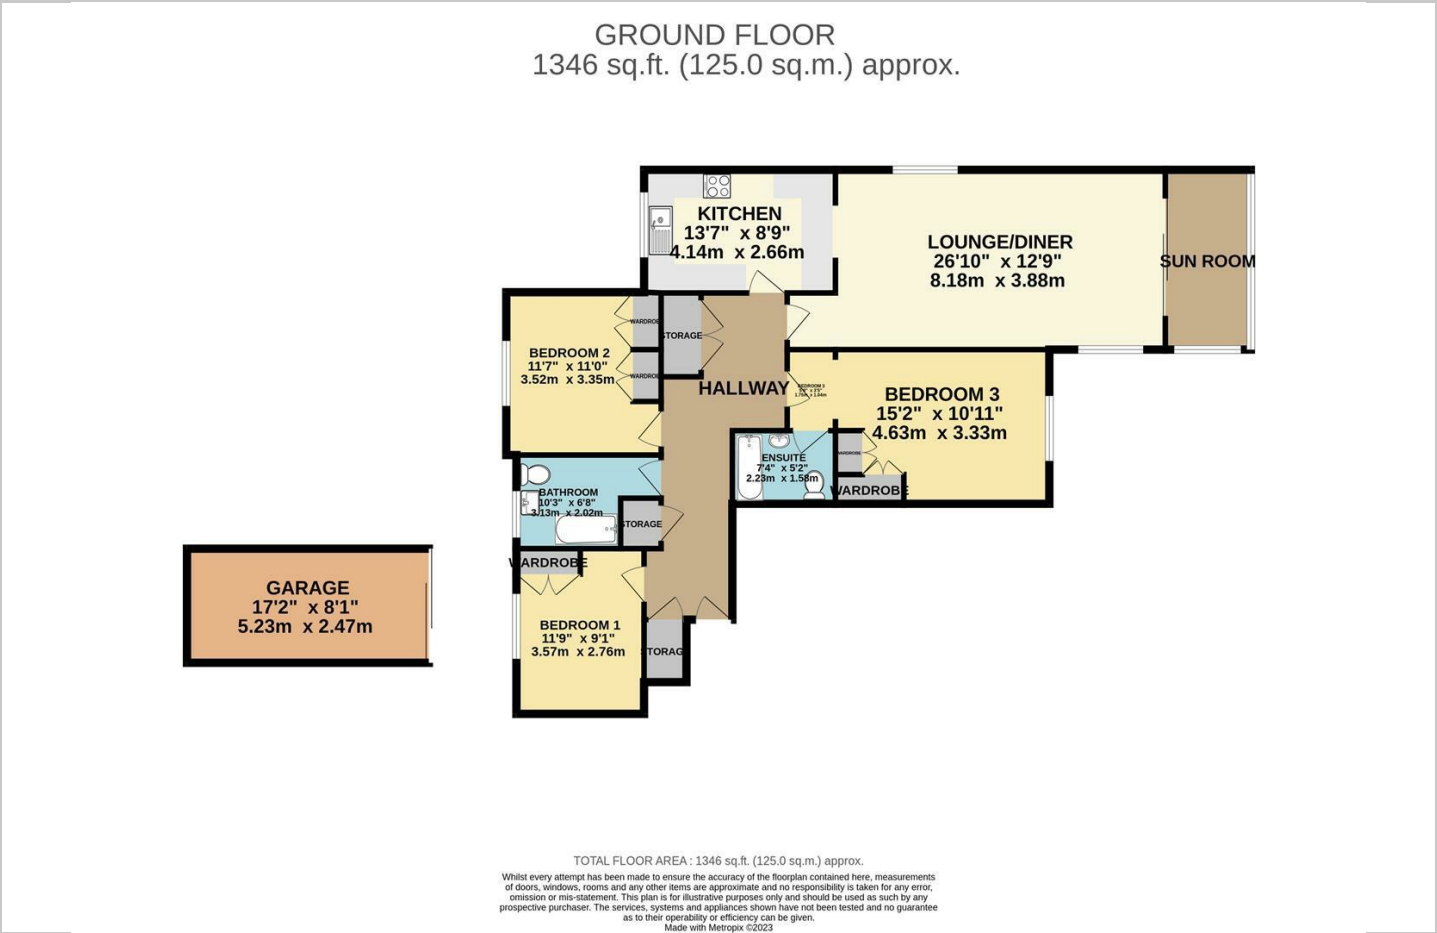 GROUND FLOOR
1346 sq.ft. (125.0 sq.m.) approx.
KITCHEN
13'7" x 8'9"
4.14m x 2.66m
LOUNGE/DINER
26'10" x 12'9"
8.18m x 3.88m
SUN ROOM
BEDROOM 2
11'7" x 11'0"
3.52m x 3.35m
WARDROBE
WARDROBE
STORAGE
HALLWAY
BEDROOM 3
BEDROOM 3
15'2" x 10'11"
4.63m x 3.33m
WARDROBE
WARDROBE
ENSUITE
7'4" x 5'2"
2.23m x 1.58m
BATHROOM
10'3" x 6'8"
3.13m x 2.02m
STORAGE
WARDROBE
BEDROOM 1
11'9" x 9'1"
3.57m x 2.76m
STORAG
GARAGE
17'2" x 8'1"
5.23m x 2.47m
TOTAL FLOOR AREA : 1346 sq.ft. (125.0 sq.m.) approx.
Whilst every attempt has been made to ensure the accuracy of the floorplan contained here, measurements
of doors, windows, rooms and any other items are approximate and no responsibility is taken for any error,
omission or mis-statement. This plan is for illustrative purposes only and should be used as such by any
prospective purchaser. The services, systems and appliances shown have not been tested and no guarantee
as to their operability or efficiency can be given.
Made with Metropix ©2023